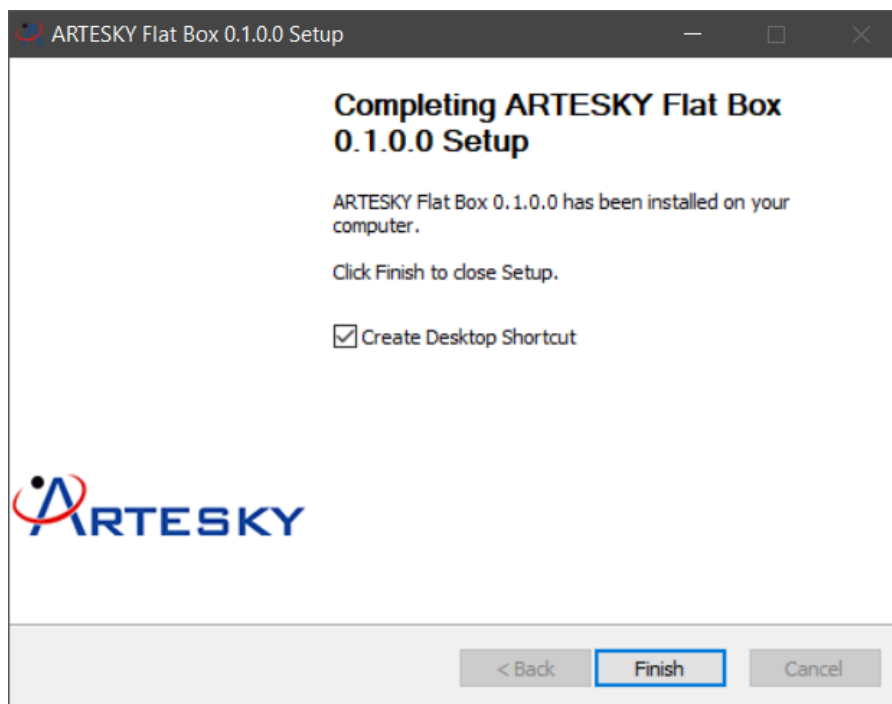 ARTESKY Flat Box 0.1.0.0 Setup
Completing ARTESKY Flat Box
0.1.0.0 Setup
ARTESKY Flat Box 0.1.0.0 has been installed on your
computer.
Click Finish to close Setup.
Create Desktop Shortcut
ARTESKY
< Back Finish Cancel